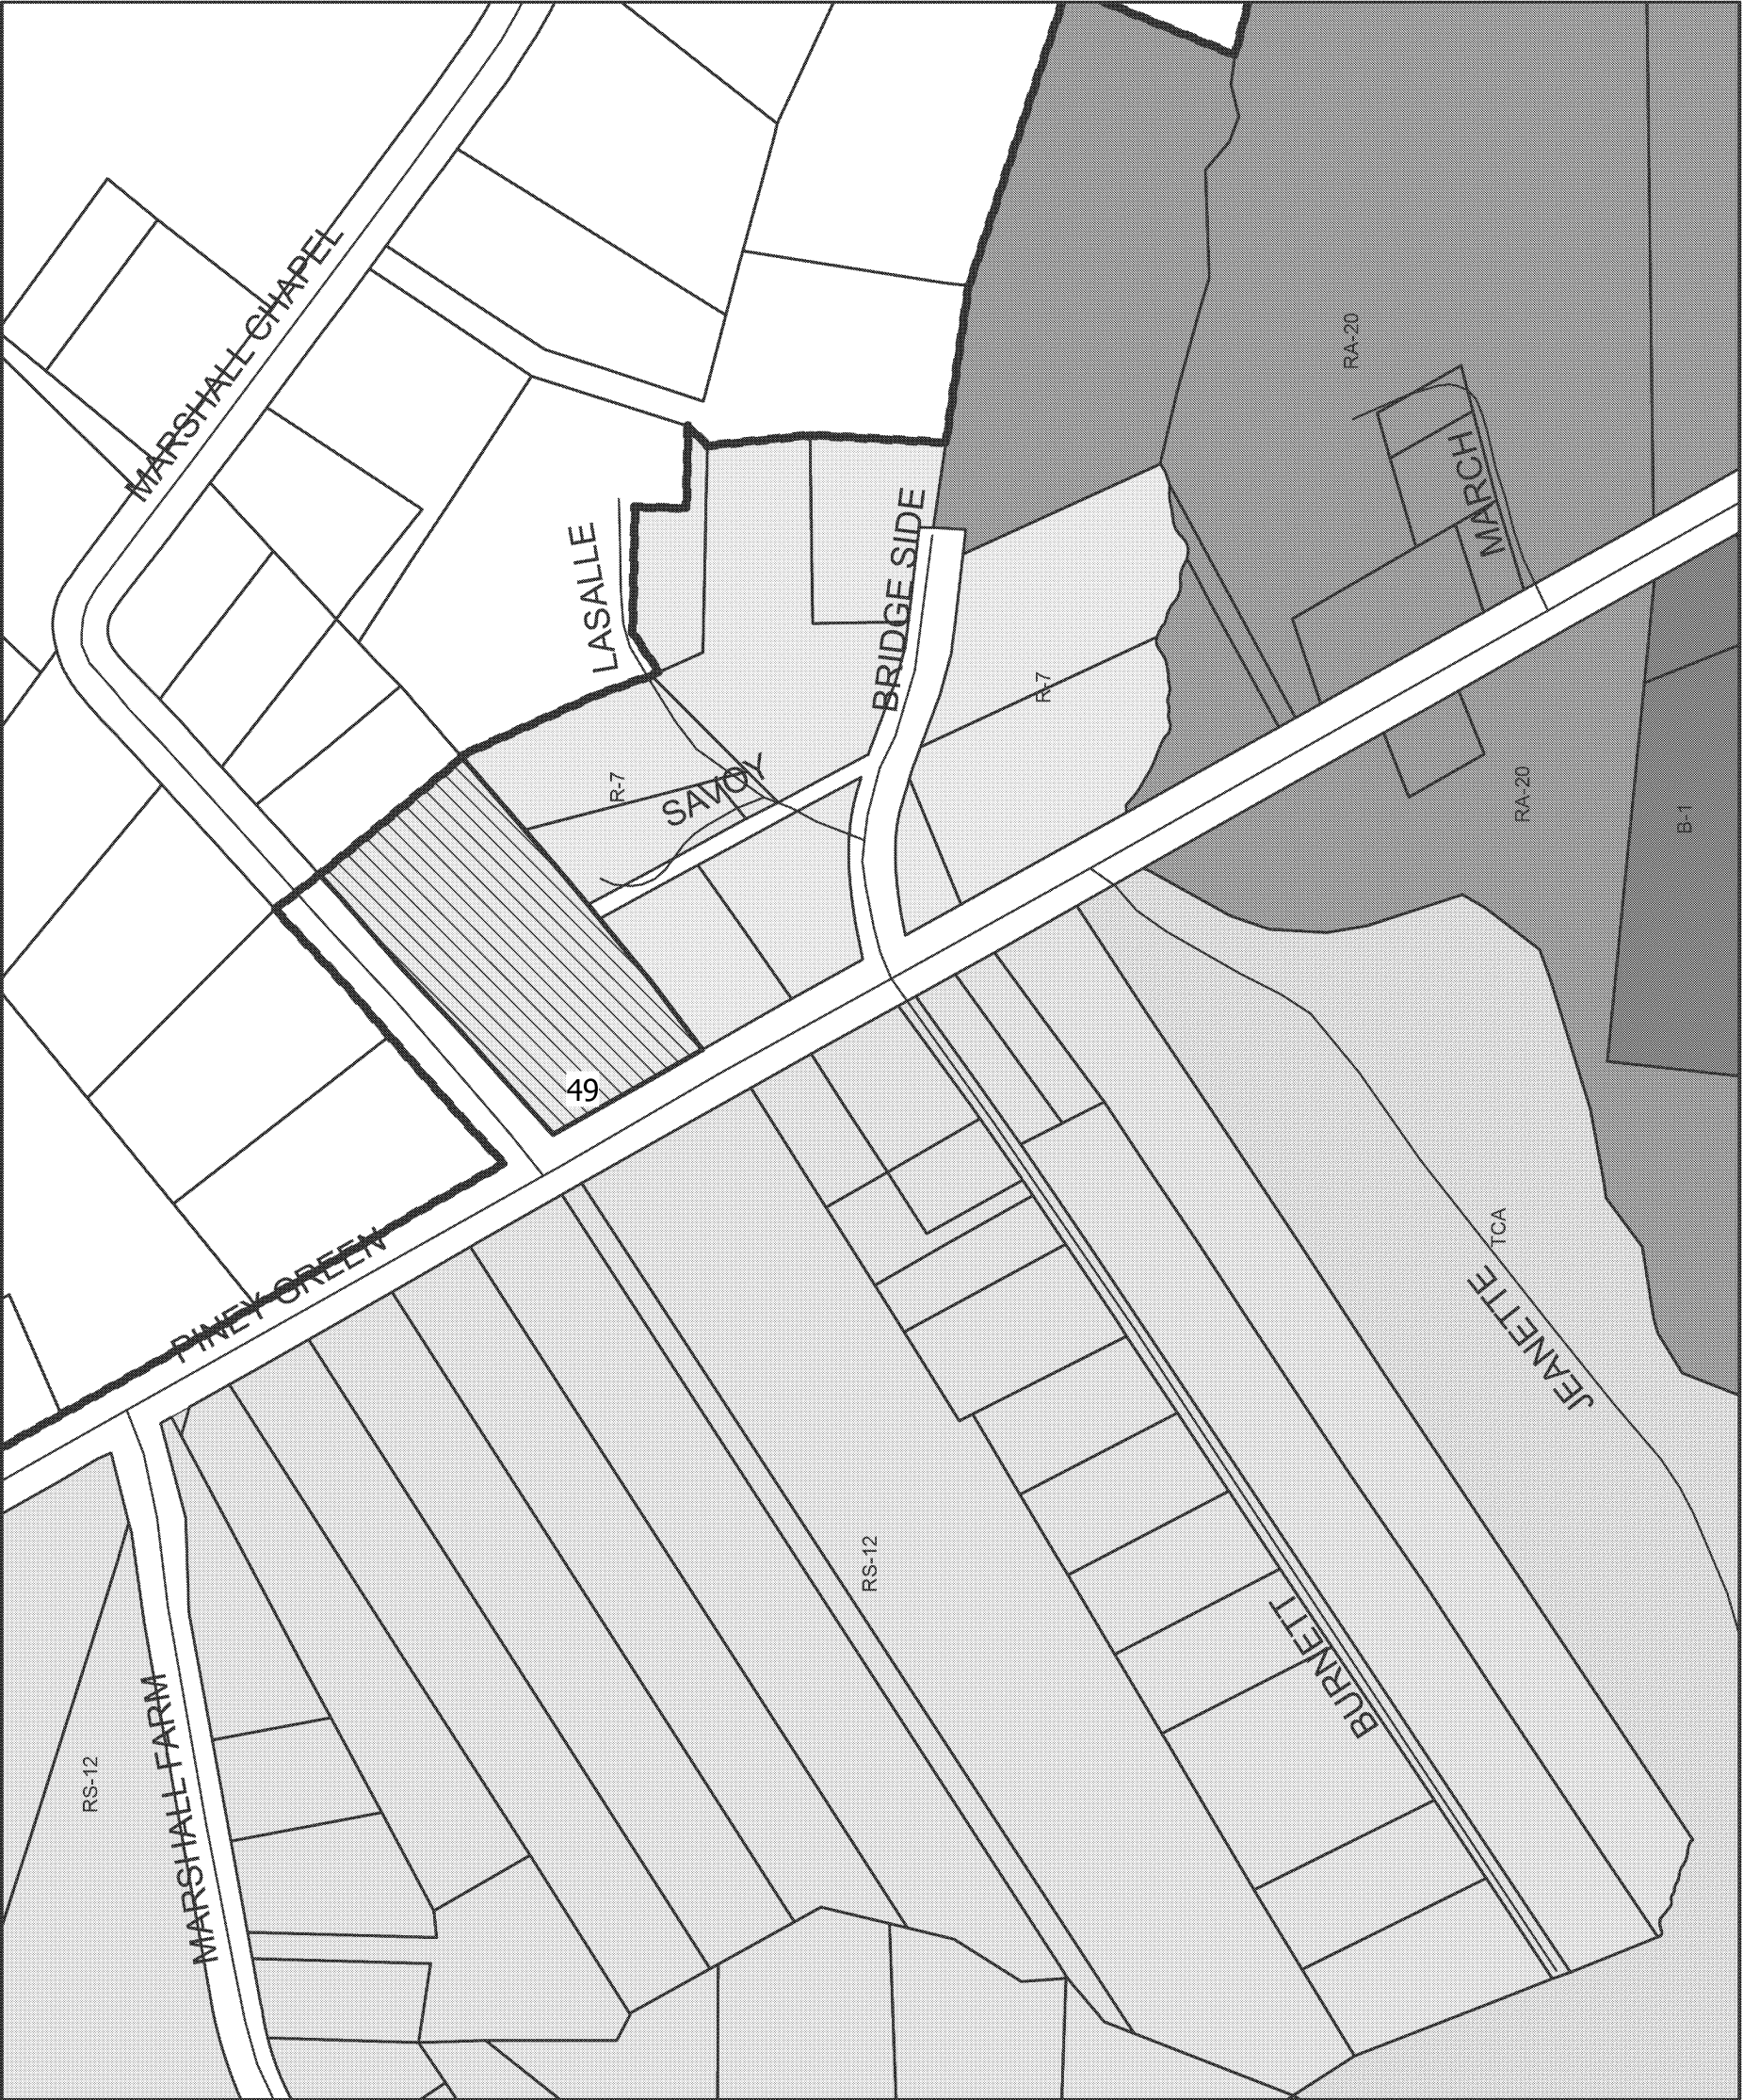 MARSHALL CHAPEL
RA-20
MARCH
LASALLE
BRIDGE SIDE
R-7
R-7
SAVOY
RA-20
B-1
49
PINEY GREEN
TCA
JEANETTE
RS-12
BURNETT
MARSHALL FARM
RS-12